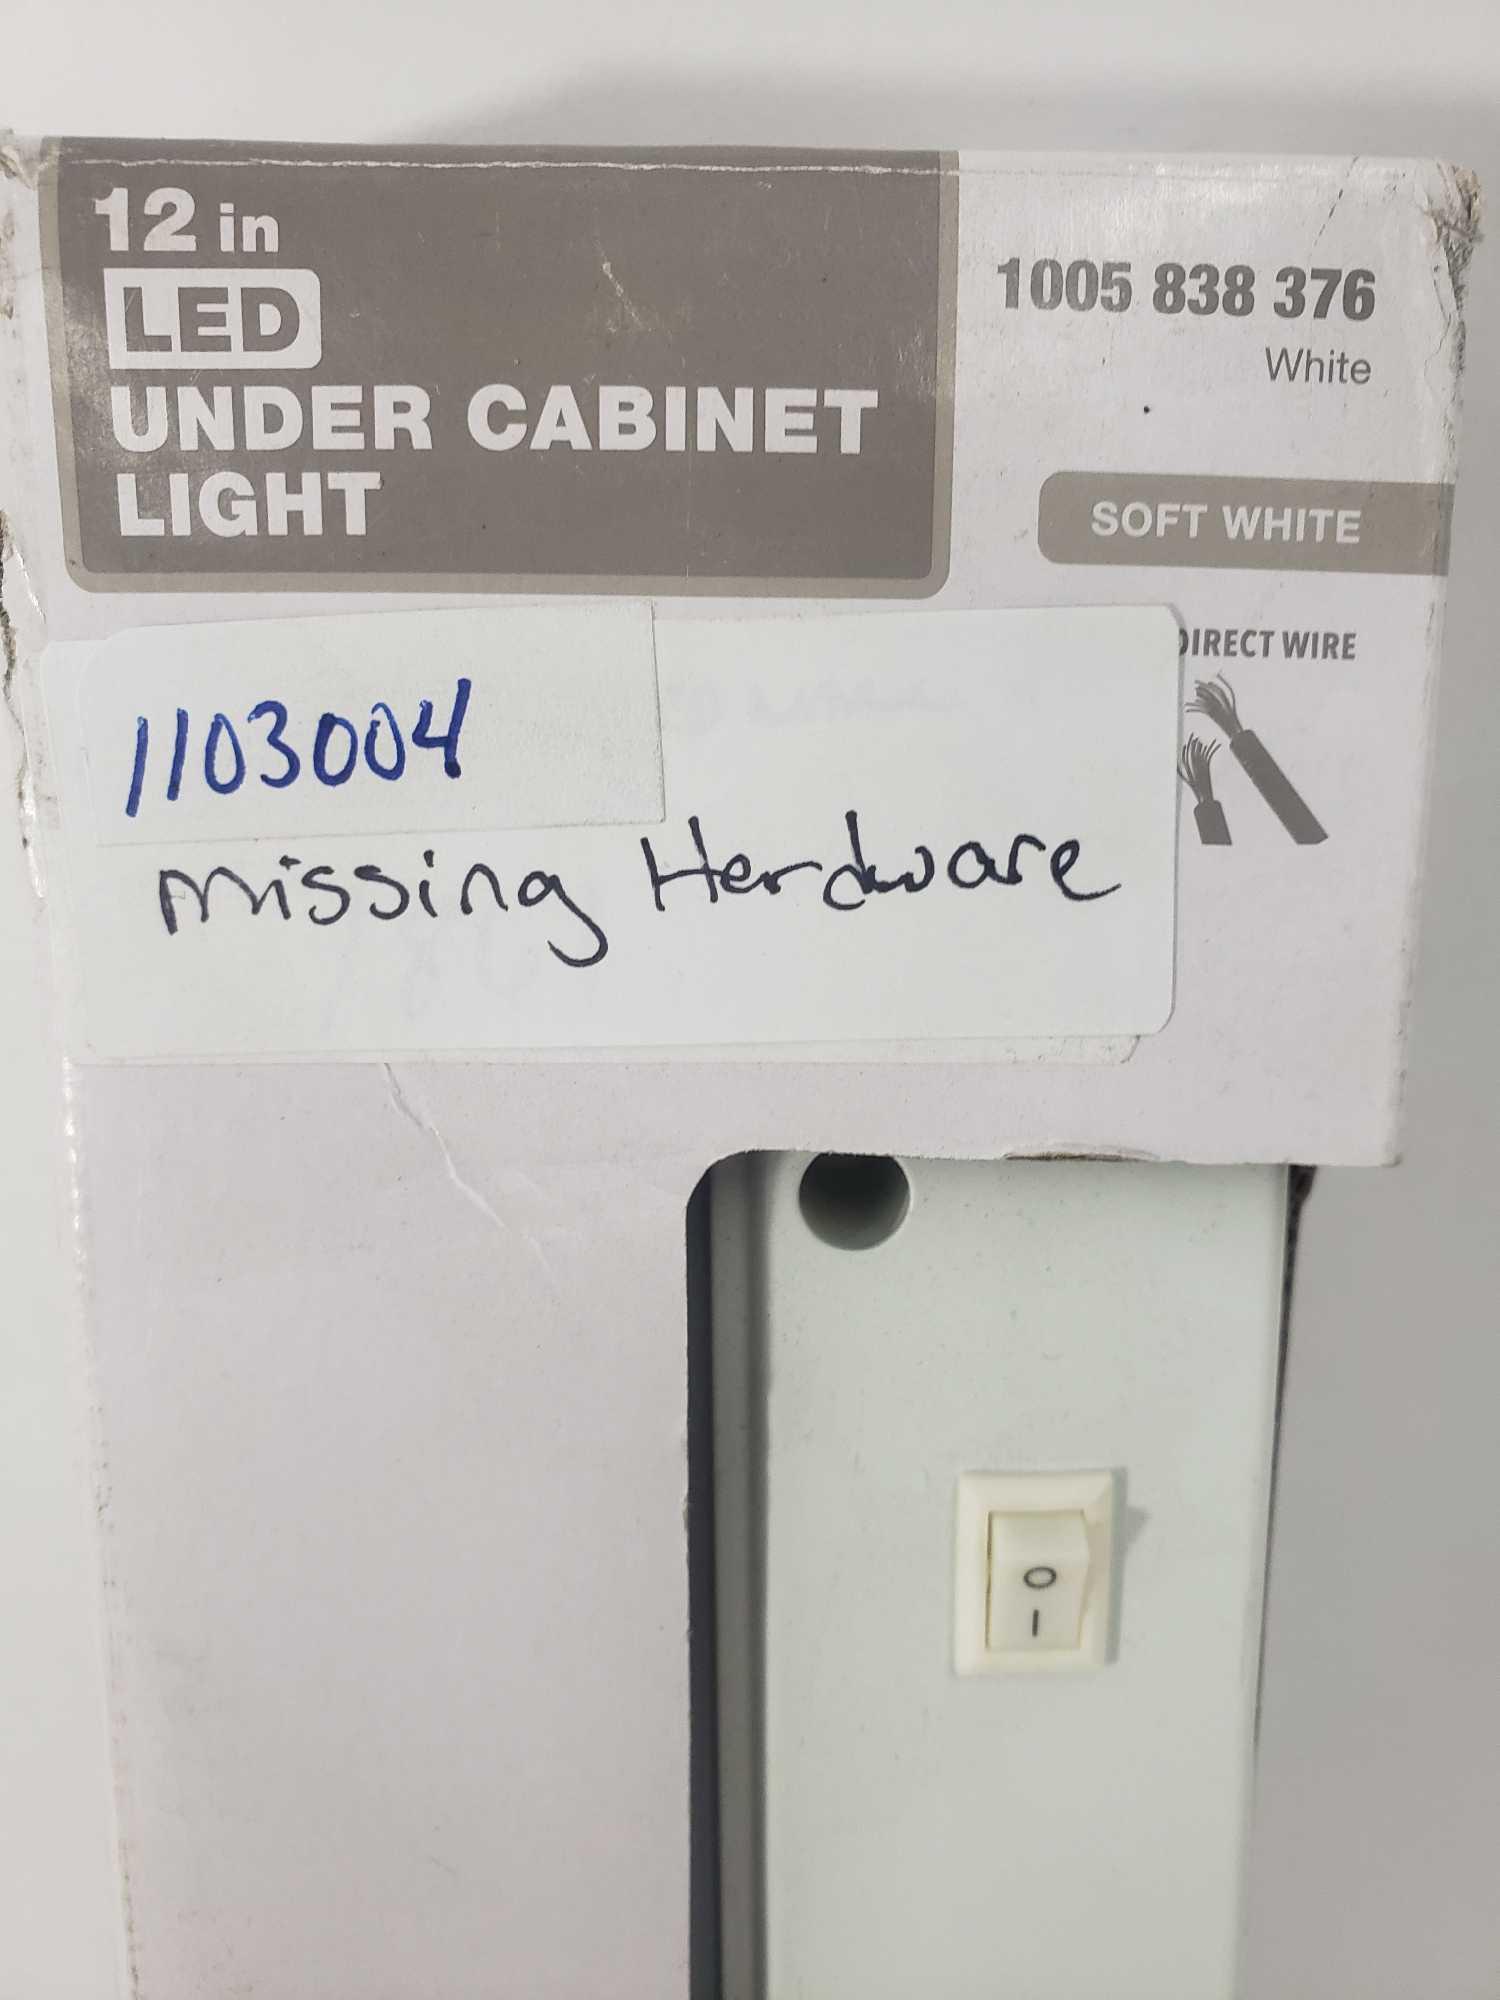 12 in
LED
UNDER CABINET
LIGHT
1005 838 376
White
SOFT WHITE
DIRECT WIRE
1103004
missing Herdware
O
I